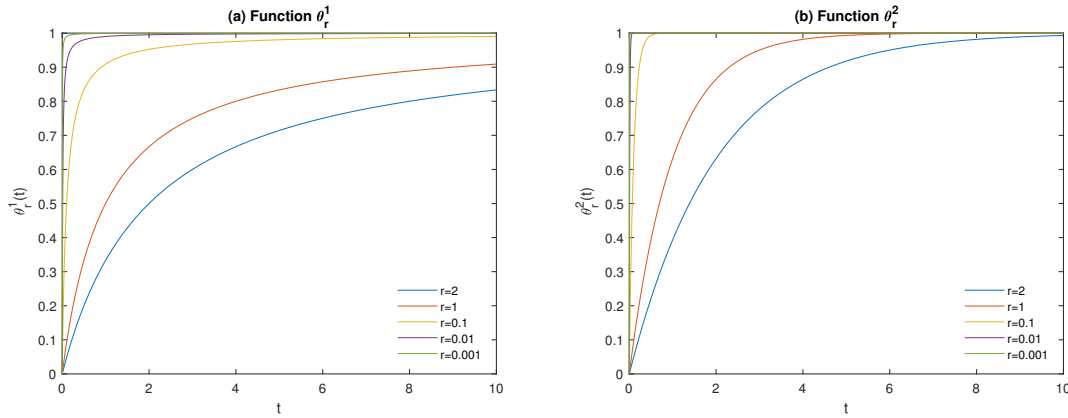 (a) Function θ_r^1
1
0.9
0.8
0.7
0.6
0.5
0.4
0.3
0.2
0.1
0
θ_r^1(t)
r=2
r=1
r=0.1
r=0.01
r=0.001
0 2 4 6 8 10
t
(b) Function θ_r^2
1
0.9
0.8
0.7
0.6
0.5
0.4
0.3
0.2
0.1
0
θ_r^2(t)
r=2
r=1
r=0.1
r=0.01
r=0.001
0 2 4 6 8 10
t